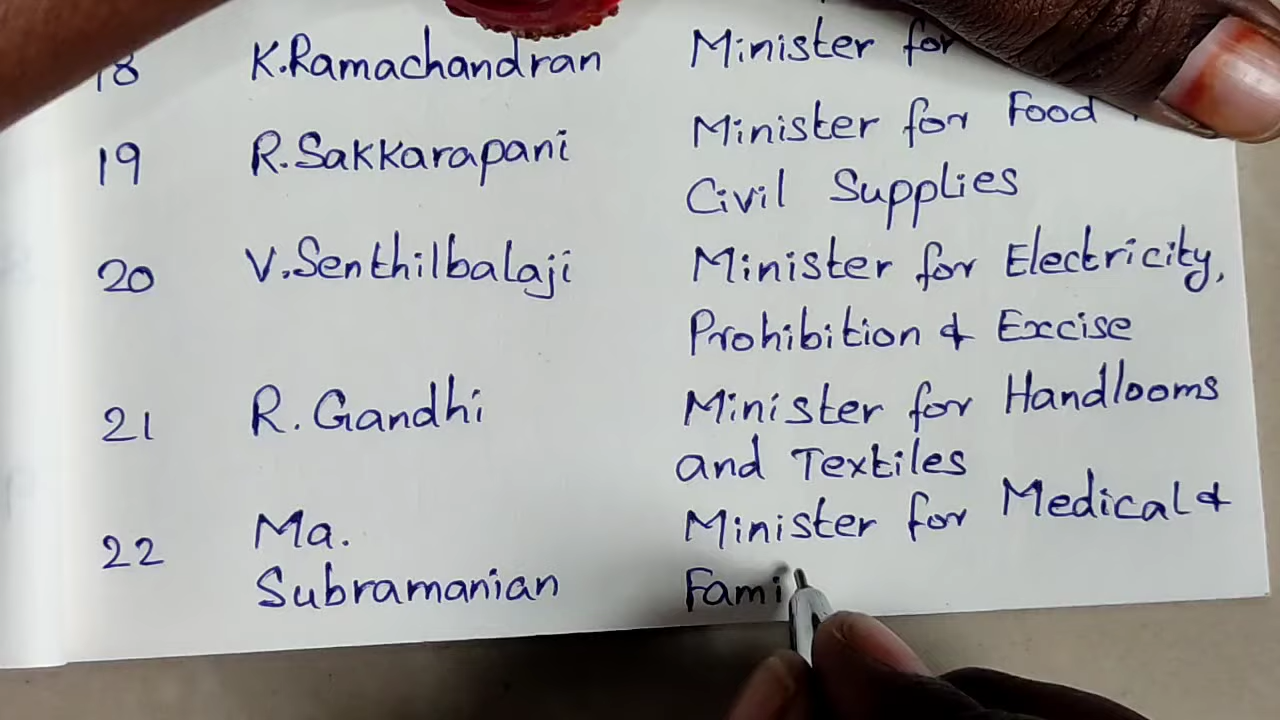 18 K.Ramachandran Minister for
19 R.Sakkarapani Minister for Food
Civil Supplies
20 V.Senthilbalaji Minister for Electricity,
Prohibition & Excise
21 R.Gandhi Minister for Handlooms
and Textiles
22 Ma. Minister for Medical &
Subramanian Fami